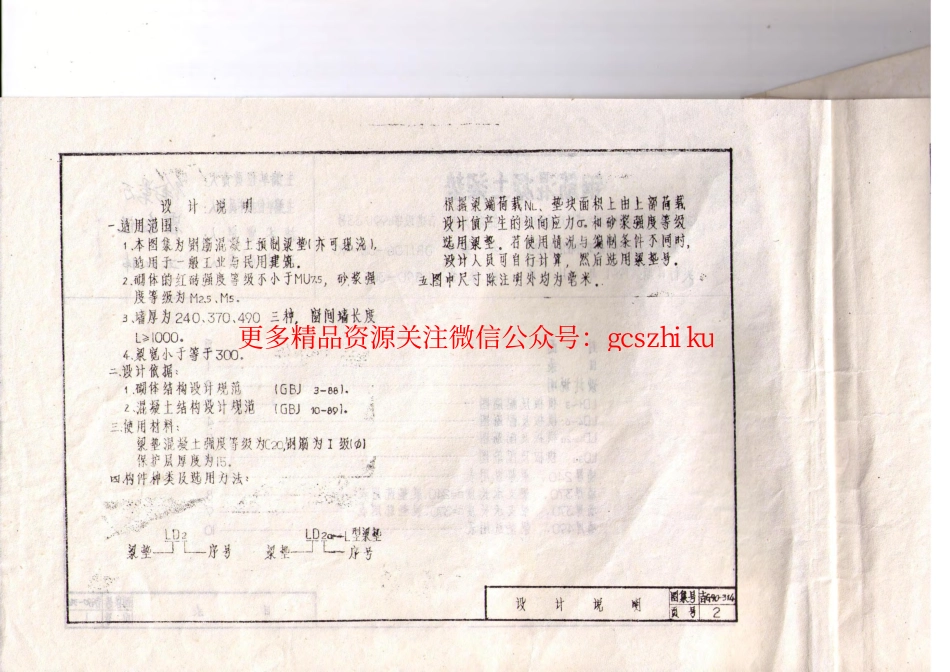 设计说明
一.适用范围:
1.本图集为钢筋混凝土预制梁垫(亦可现浇),
适用于一般工业与民用建筑。
2.砌体的红砖强度等级不小于MU7.5, 砂浆强
度等级为M2.5、M5.
3.墙厚为240、370、490 三种, 窗间墙长度
L≥1000.
4.梁宽小于等于300.
二.设计依据:
1.砌体结构设计规范 (GBJ 3-88).
2.混凝土结构设计规范 (GBJ 10-89).
三.使用材料:
梁垫混凝土强度等级为C20,钢筋为I级(Φ)
保护层厚度为15.
四.构件种类及选用方法:
LD2 LD2a—L型梁垫
梁垫 序号 梁垫 序号
根据梁端荷载NL、垫块面积上由上部荷载
设计值产生的纵向应力σ。和砂浆强度等级
选用梁垫。若使用情况与编制条件不同时,
设计人员可自行计算, 然后选用梁垫号。
五.图中尺寸除注明外均为毫米.
更多精品资源关注微信公众号:gcszhiku
设计说明
图集号 吉G90-314
页号 2